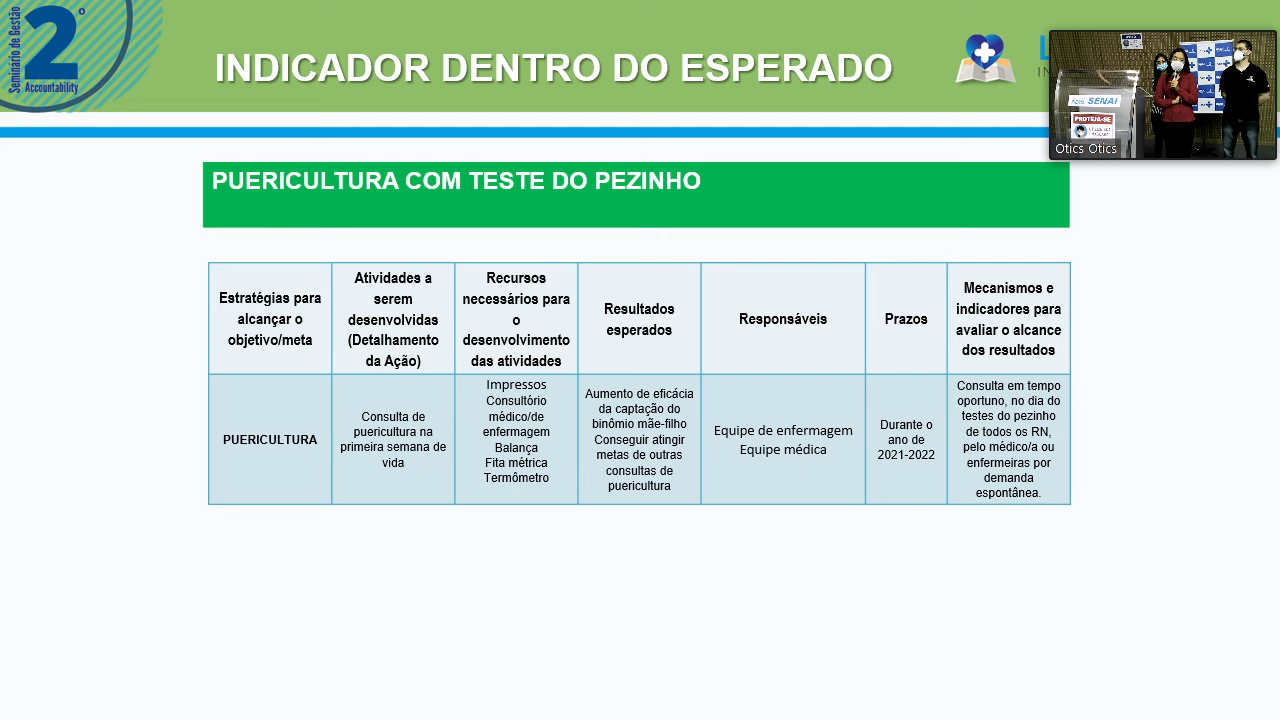 Seminário de Gestão
2º
Accountability
INDICADOR DENTRO DO ESPERADO
SENAI
PROTEJA-SE
Otics Otics
PUERICULTURA COM TESTE DO PEZINHO
Estratégias para
alcançar o
objetivo/meta
Atividades a
serem
desenvolvidas
(Detalhamento
da Ação)
Recursos
necessários para
o
desenvolvimento
das atividades
Resultados
esperados
Responsáveis
Prazos
Mecanismos e
indicadores para
avaliar o alcance
dos resultados
PUERICULTURA
Consulta de
puericultura na
primeira semana de
vida
Impressos
Consultório
médico/de
enfermagem
Balança
Fita métrica
Termômetro
Aumento de eficácia
da captação do
binômio mãe-filho
Conseguir atingir
metas de outras
consultas de
puericultura
Equipe de enfermagem
Equipe médica
Durante o
ano de
2021-2022
Consulta em tempo
oportuno, no dia do
testes do pezinho
de todos os RN,
pelo médico/a ou
enfermeiras por
demanda
espontânea.